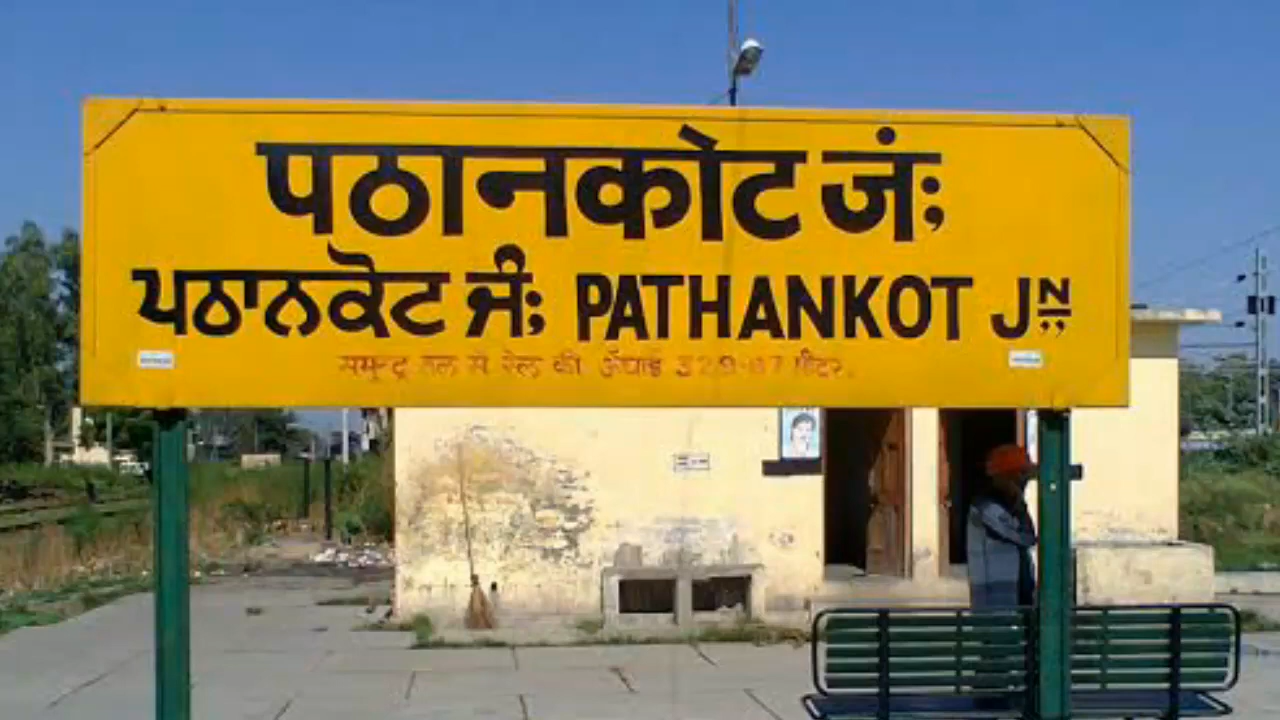 पठानकोट जं;
ਪਠਾਨਕੋਟ ਜੰ; PATHANKOT JN
समुन्द्र तल से रेल की ऊँचाई मीटर.